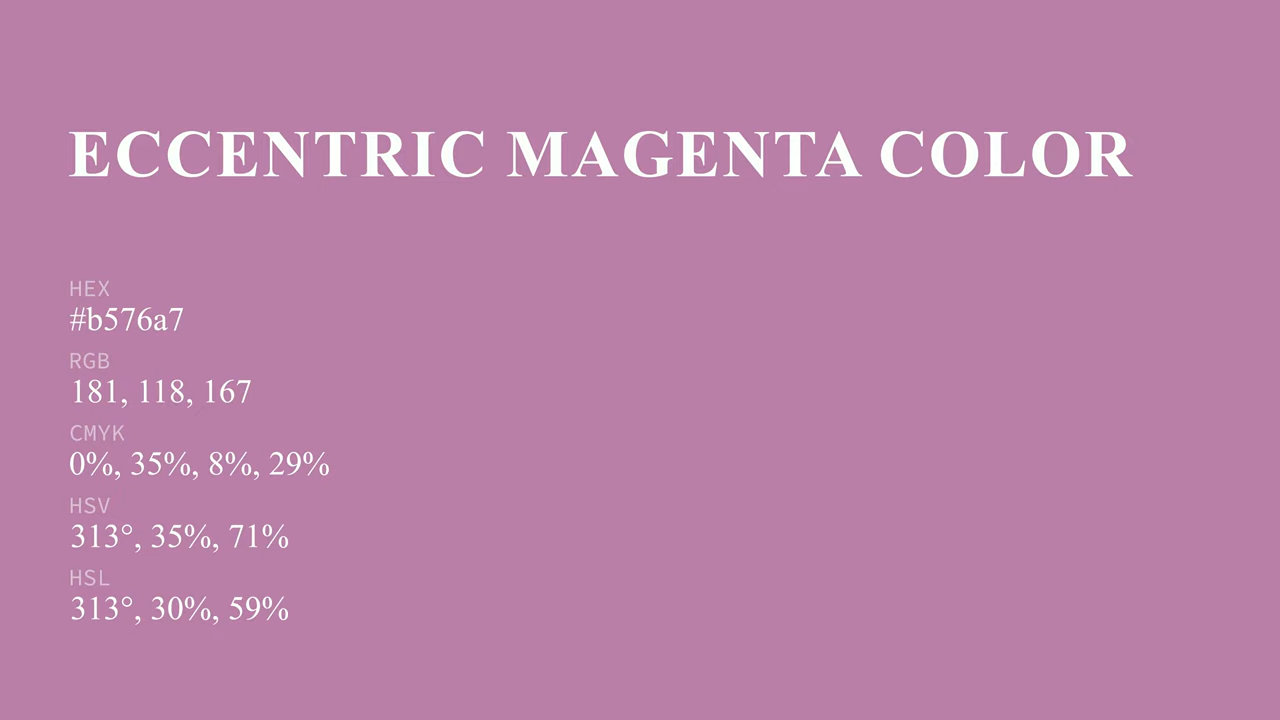 ECCENTRIC MAGENTA COLOR
HEX
#b576a7
RGB
181, 118, 167
CMYK
0%, 35%, 8%, 29%
HSV
313°, 35%, 71%
HSL
313°, 30%, 59%